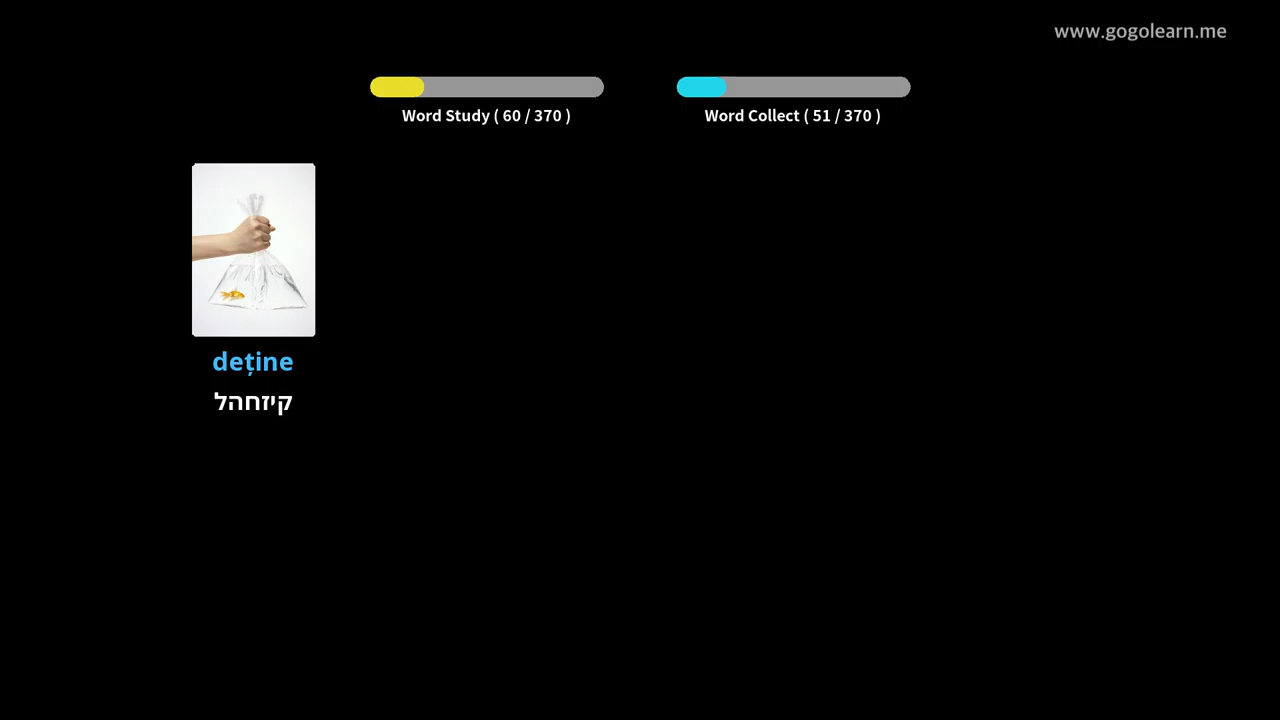 www.gogolearn.me
Word Study ( 60 / 370 )
Word Collect ( 51 / 370 )
deține
קיזחהל